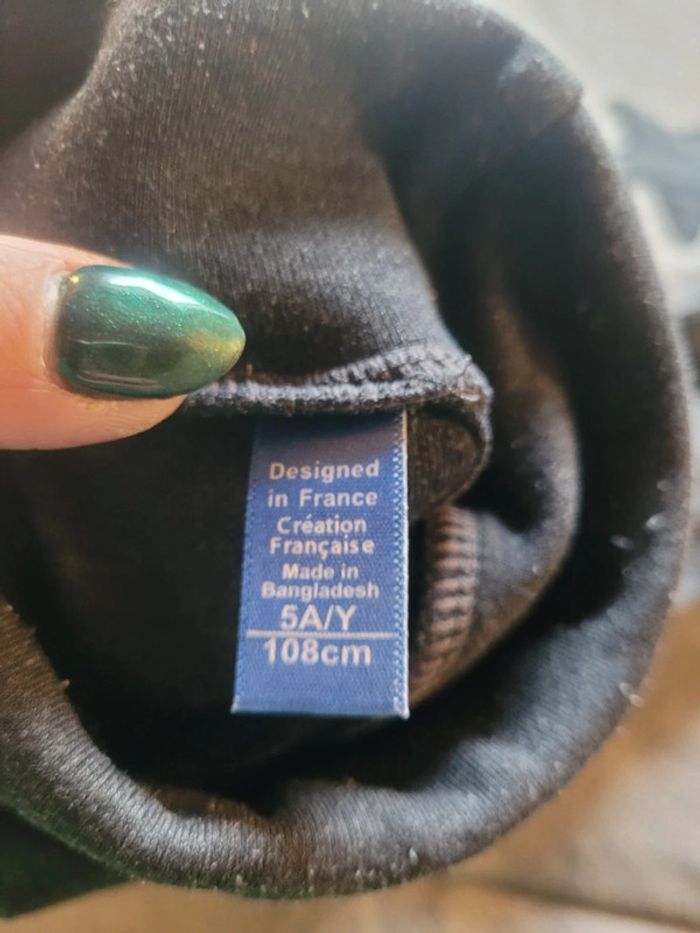 Designed
in France
Création
Française
Made in
Bangladesh
5A/Y
108cm